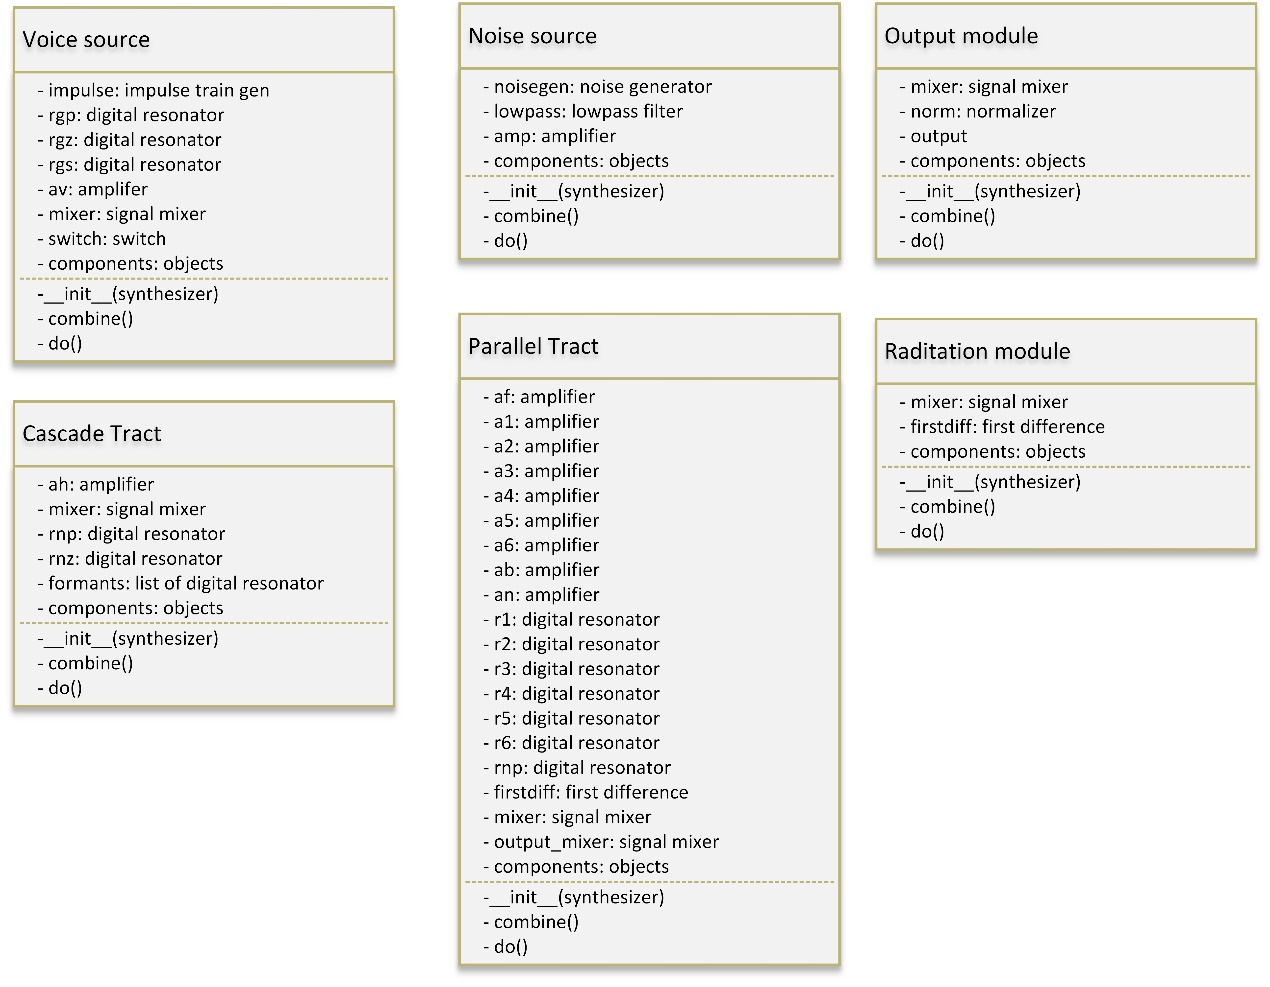 Voice source
- impulse: impulse train gen
- rgp: digital resonator
- rgz: digital resonator
- rgs: digital resonator
- av: amplifer
- mixer: signal mixer
- switch: switch
- components: objects
-__init__(synthesizer)
- combine()
- do()
Cascade Tract
- ah: amplifier
- mixer: signal mixer
- rnp: digital resonator
- rnz: digital resonator
- formants: list of digital resonator
- components: objects
-__init__(synthesizer)
- combine()
- do()
Noise source
- noisegen: noise generator
- lowpass: lowpass filter
- amp: amplifier
- components: objects
-__init__(synthesizer)
- combine()
- do()
Parallel Tract
- af: amplifier
- a1: amplifier
- a2: amplifier
- a3: amplifier
- a4: amplifier
- a5: amplifier
- a6: amplifier
- ab: amplifier
- an: amplifier
- r1: digital resonator
- r2: digital resonator
- r3: digital resonator
- r4: digital resonator
- r5: digital resonator
- r6: digital resonator
- rnp: digital resonator
- firstdiff: first difference
- mixer: signal mixer
- output_mixer: signal mixer
- components: objects
-__init__(synthesizer)
- combine()
- do()
Output module
- mixer: signal mixer
- norm: normalizer
- output
- components: objects
-__init__(synthesizer)
- combine()
- do()
Raditation module
- mixer: signal mixer
- firstdiff: first difference
- components: objects
-__init__(synthesizer)
- combine()
- do()